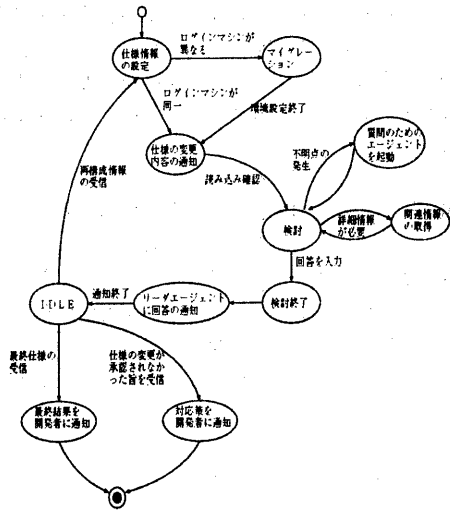 ログインマシンが
異なる
仕様情報
の設定
マイグレー
ション
ログインマシンが
同一
環境設定終了
仕様の変更
内容の通知
質問のための
エージェント
を起動
不明点の
発生
再構成情報
の受信
読み込み確認
検討
詳細情報
が必要
関連情報
の取得
回答を入力
通知終了
リーダエージェント
に回答の通知
検討終了
IDLE
最終仕様の
受信
仕様の変更が
承認されなか
った旨を受信
最終結果を
開発者に通知
対応策を
開発者に通知